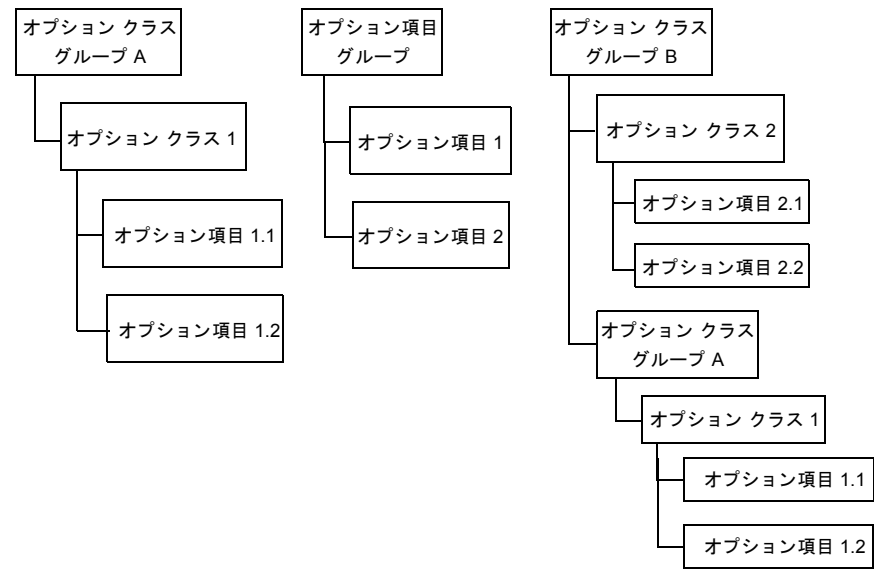 オプション クラス
グループ A
オプション クラス 1
オプション項目 1.1
オプション項目 1.2
オプション項目
グループ
オプション項目 1
オプション項目 2
オプション クラス
グループ B
オプション クラス 2
オプション項目 2.1
オプション項目 2.2
オプション クラス
グループ A
オプション クラス 1
オプション項目 1.1
オプション項目 1.2